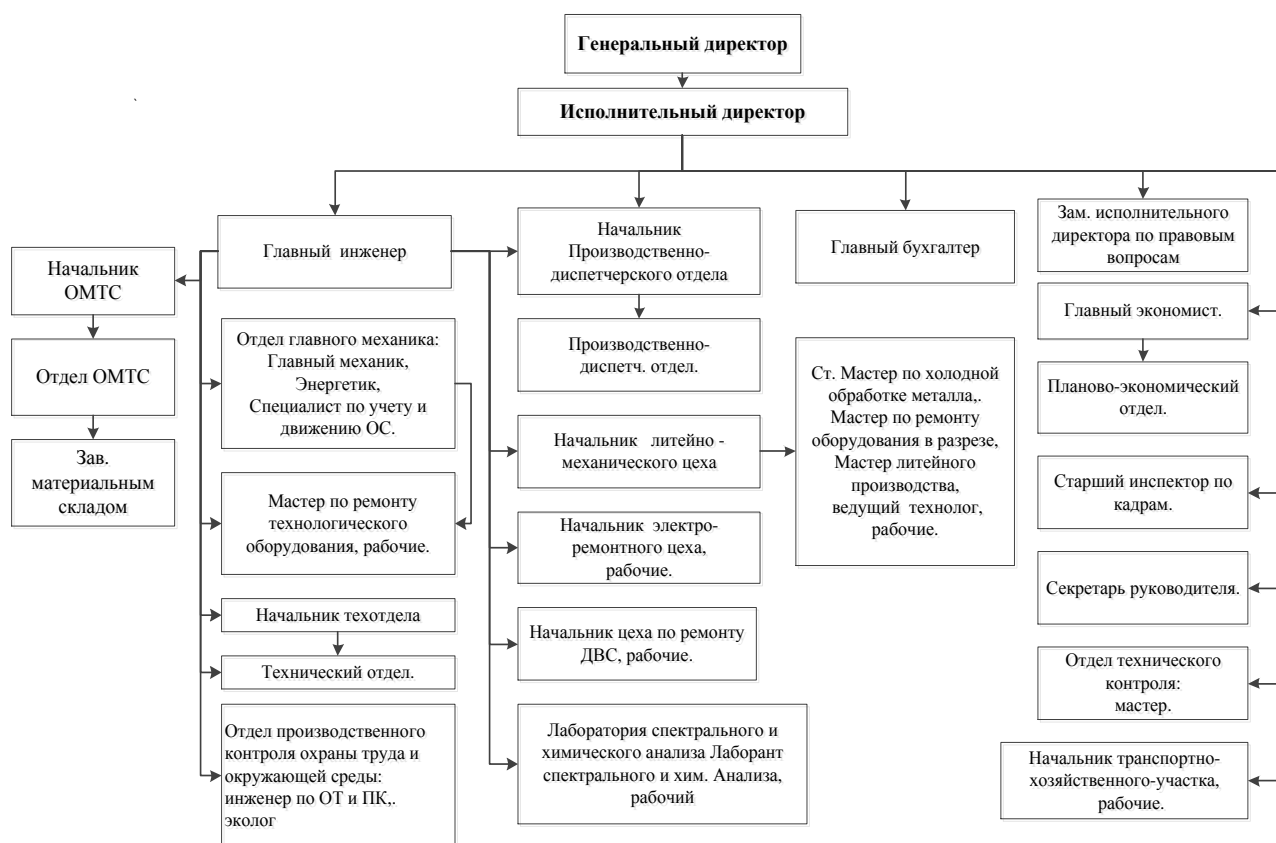 Генеральный директор
Исполнительный директор
Начальник
ОМТС
Отдел ОМТС
Зав.
материальным
складом
Главный инженер
Отдел главного механика:
Главный механик,
Энергетик,
Специалист по учету и
движению ОС.
Мастер по ремонту
технологического
оборудования, рабочие.
Начальник техотдела
Технический отдел.
Отдел производственного
контроля охраны труда и
окружающей среды:
инженер по ОТ и ПК,.
эколог
Начальник
Производственно-
диспетчерского отдела
Производственно-
диспетч. отдел.
Начальник литейно -
механического цеха
Начальник электро-
ремонтного цеха,
рабочие.
Начальник цеха по ремонту
ДВС, рабочие.
Лаборатория спектрального и
химического анализа Лаборант
спектрального и хим. Анализа,
рабочий
Главный бухгалтер
Ст. Мастер по холодной
обработке металла,.
Мастер по ремонту
оборудования в разрезе,
Мастер литейного
производства,
ведущий технолог,
рабочие.
Зам. исполнительного
директора по правовым
вопросам
Главный экономист.
Планово-экономический
отдел.
Старший инспектор по
кадрам.
Секретарь руководителя.
Отдел технического
контроля:
мастер.
Начальник транспортно-
хозяйственного-участка,
рабочие.